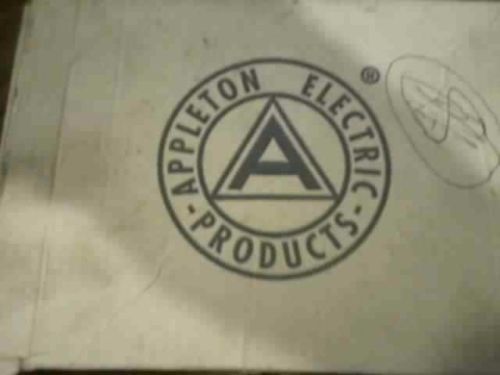 APPLETON ELECTRIC
-PRODUCTS-
A
®